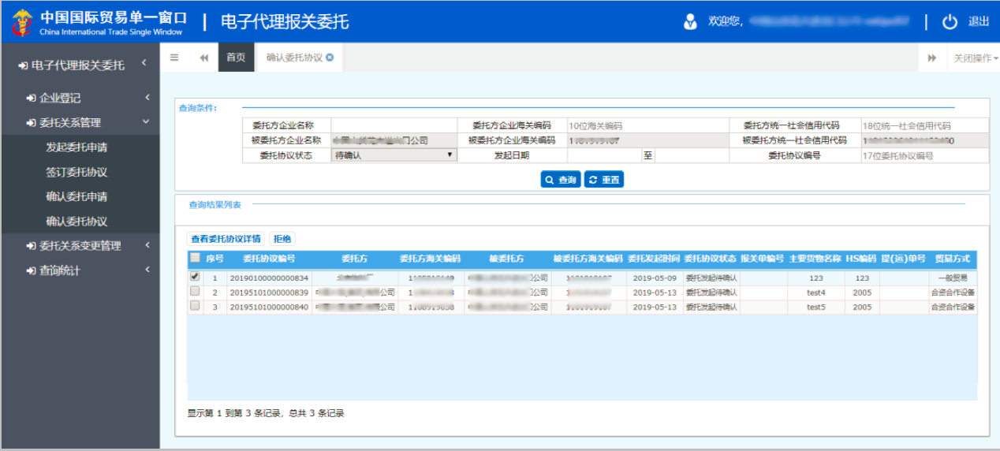 中国国际贸易单一窗口
China International Trade Single Window
电子代理报关委托
欢迎您,
退出
电子代理报关委托
首页
确认委托协议
关闭操作
企业登记
委托关系管理
发起委托申请
签订委托协议
确认委托申请
确认委托协议
委托关系变更管理
查询统计
查询条件:
委托方企业名称 委托方企业海关编码 10位海关编码 委托方统一社会信用代码 18位统一社会信用代码
被委托方企业名称 门公司 被委托方企业海关编码 被委托方统一社会信用代码
委托协议状态 待确认 发起日期 至 委托协议编号 17位委托协议编号
查询 重置
查询结果列表
查看委托协议详情 拒绝
序号 委托协议编号 委托方 委托方海关编码 被委托方 被委托方海关编码 委托发起时间 委托协议状态 报关单编号 主要货物名称 HS编码 提(运)单号 贸易方式
1 20190100000000834 公司 2019-05-09 委托发起待确认 123 123 一般贸易
2 20195101000000839 公司 2019-05-13 委托发起待确认 test4 2005 合资合作设备
3 20195101000000840 公司 公司 2019-05-13 委托发起待确认 test5 2005 合资合作设备
显示第 1 到第 3 条记录, 总共 3 条记录